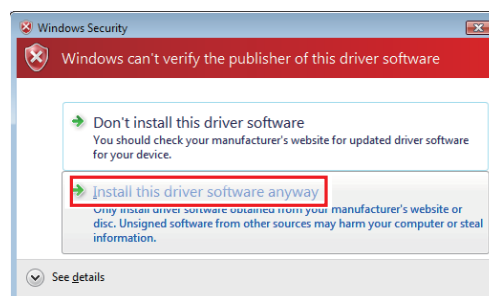 Windows Security
Windows can't verify the publisher of this driver software
Don't install this driver software
You should check your manufacturer's website for updated driver software
for your device.
Install this driver software anyway
Only install driver software obtained from your manufacturer's website or
disc. Unsigned software from other sources may harm your computer or steal
information.
See details